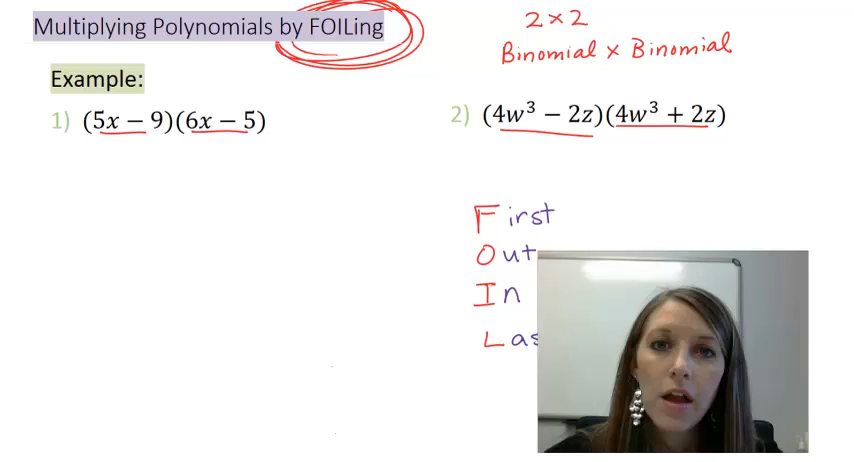 Multiplying Polynomials by FOILing
2 × 2
Binomial × Binomial
Example:
1) (5x − 9)(6x − 5)
2) (4w³ − 2z)(4w³ + 2z)
First
Out
In
Las